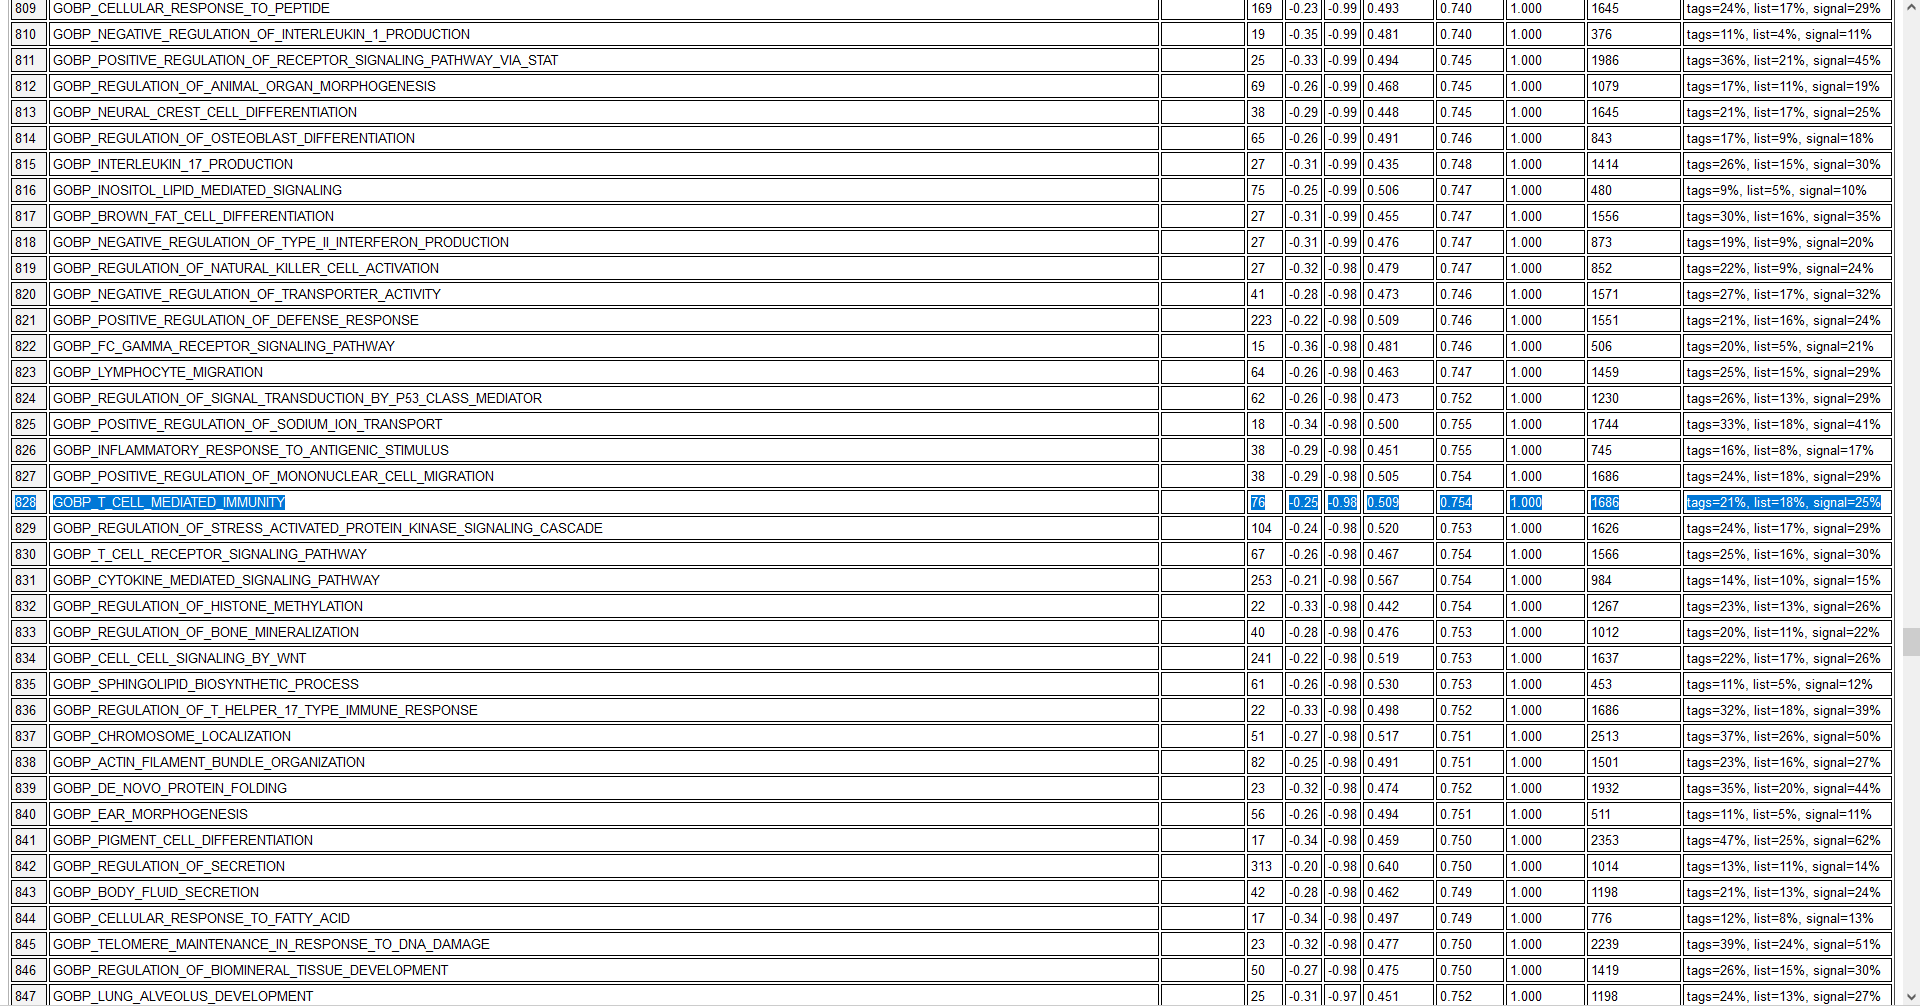 809 GOBP_CELLULAR_RESPONSE_TO_PEPTIDE 169 -0.23 -0.99 0.493 0.740 1.000 1645 tags=24%, list=17%, signal=29%
810 GOBP_NEGATIVE_REGULATION_OF_INTERLEUKIN_1_PRODUCTION 19 -0.35 -0.99 0.481 0.740 1.000 376 tags=11%, list=4%, signal=11%
811 GOBP_POSITIVE_REGULATION_OF_RECEPTOR_SIGNALING_PATHWAY_VIA_STAT 25 -0.33 -0.99 0.494 0.745 1.000 1986 tags=36%, list=21%, signal=45%
812 GOBP_REGULATION_OF_ANIMAL_ORGAN_MORPHOGENESIS 69 -0.26 -0.99 0.468 0.745 1.000 1079 tags=17%, list=11%, signal=19%
813 GOBP_NEURAL_CREST_CELL_DIFFERENTIATION 38 -0.29 -0.99 0.448 0.745 1.000 1645 tags=21%, list=17%, signal=25%
814 GOBP_REGULATION_OF_OSTEOBLAST_DIFFERENTIATION 65 -0.26 -0.99 0.491 0.746 1.000 843 tags=17%, list=9%, signal=18%
815 GOBP_INTERLEUKIN_17_PRODUCTION 27 -0.31 -0.99 0.435 0.748 1.000 1414 tags=26%, list=15%, signal=30%
816 GOBP_INOSITOL_LIPID_MEDIATED_SIGNALING 75 -0.25 -0.99 0.506 0.747 1.000 480 tags=9%, list=5%, signal=10%
817 GOBP_BROWN_FAT_CELL_DIFFERENTIATION 27 -0.31 -0.99 0.455 0.747 1.000 1556 tags=30%, list=16%, signal=35%
818 GOBP_NEGATIVE_REGULATION_OF_TYPE_II_INTERFERON_PRODUCTION 27 -0.31 -0.99 0.476 0.747 1.000 873 tags=19%, list=9%, signal=20%
819 GOBP_REGULATION_OF_NATURAL_KILLER_CELL_ACTIVATION 27 -0.32 -0.98 0.479 0.747 1.000 852 tags=22%, list=9%, signal=24%
820 GOBP_NEGATIVE_REGULATION_OF_TRANSPORTER_ACTIVITY 41 -0.28 -0.98 0.473 0.746 1.000 1571 tags=27%, list=17%, signal=32%
821 GOBP_POSITIVE_REGULATION_OF_DEFENSE_RESPONSE 223 -0.22 -0.98 0.509 0.746 1.000 1551 tags=21%, list=16%, signal=24%
822 GOBP_FC_GAMMA_RECEPTOR_SIGNALING_PATHWAY 15 -0.36 -0.98 0.481 0.746 1.000 506 tags=20%, list=5%, signal=21%
823 GOBP_LYMPHOCYTE_MIGRATION 64 -0.26 -0.98 0.463 0.747 1.000 1459 tags=25%, list=15%, signal=29%
824 GOBP_REGULATION_OF_SIGNAL_TRANSDUCTION_BY_P53_CLASS_MEDIATOR 62 -0.26 -0.98 0.473 0.752 1.000 1230 tags=26%, list=13%, signal=29%
825 GOBP_POSITIVE_REGULATION_OF_SODIUM_ION_TRANSPORT 18 -0.34 -0.98 0.500 0.755 1.000 1744 tags=33%, list=18%, signal=41%
826 GOBP_INFLAMMATORY_RESPONSE_TO_ANTIGENIC_STIMULUS 38 -0.29 -0.98 0.451 0.755 1.000 745 tags=16%, list=8%, signal=17%
827 GOBP_POSITIVE_REGULATION_OF_MONONUCLEAR_CELL_MIGRATION 38 -0.29 -0.98 0.505 0.754 1.000 1686 tags=24%, list=18%, signal=29%
828 GOBP_T_CELL_MEDIATED_IMMUNITY 76 -0.25 -0.98 0.509 0.754 1.000 1686 tags=21%, list=18%, signal=25%
829 GOBP_REGULATION_OF_STRESS_ACTIVATED_PROTEIN_KINASE_SIGNALING_CASCADE 104 -0.24 -0.98 0.520 0.753 1.000 1626 tags=24%, list=17%, signal=29%
830 GOBP_T_CELL_RECEPTOR_SIGNALING_PATHWAY 67 -0.26 -0.98 0.467 0.754 1.000 1566 tags=25%, list=16%, signal=30%
831 GOBP_CYTOKINE_MEDIATED_SIGNALING_PATHWAY 253 -0.21 -0.98 0.567 0.754 1.000 984 tags=14%, list=10%, signal=15%
832 GOBP_REGULATION_OF_HISTONE_METHYLATION 22 -0.33 -0.98 0.442 0.754 1.000 1267 tags=23%, list=13%, signal=26%
833 GOBP_REGULATION_OF_BONE_MINERALIZATION 40 -0.28 -0.98 0.476 0.753 1.000 1012 tags=20%, list=11%, signal=22%
834 GOBP_CELL_CELL_SIGNALING_BY_WNT 241 -0.22 -0.98 0.519 0.753 1.000 1637 tags=22%, list=17%, signal=26%
835 GOBP_SPHINGOLIPID_BIOSYNTHETIC_PROCESS 61 -0.26 -0.98 0.530 0.753 1.000 453 tags=11%, list=5%, signal=12%
836 GOBP_REGULATION_OF_T_HELPER_17_TYPE_IMMUNE_RESPONSE 22 -0.33 -0.98 0.498 0.752 1.000 1686 tags=32%, list=18%, signal=39%
837 GOBP_CHROMOSOME_LOCALIZATION 51 -0.27 -0.98 0.517 0.751 1.000 2513 tags=37%, list=26%, signal=50%
838 GOBP_ACTIN_FILAMENT_BUNDLE_ORGANIZATION 82 -0.25 -0.98 0.491 0.751 1.000 1501 tags=23%, list=16%, signal=27%
839 GOBP_DE_NOVO_PROTEIN_FOLDING 23 -0.32 -0.98 0.474 0.752 1.000 1932 tags=35%, list=20%, signal=44%
840 GOBP_EAR_MORPHOGENESIS 56 -0.26 -0.98 0.494 0.751 1.000 511 tags=11%, list=5%, signal=11%
841 GOBP_PIGMENT_CELL_DIFFERENTIATION 17 -0.34 -0.98 0.459 0.750 1.000 2353 tags=47%, list=25%, signal=62%
842 GOBP_REGULATION_OF_SECRETION 313 -0.20 -0.98 0.640 0.750 1.000 1014 tags=13%, list=11%, signal=14%
843 GOBP_BODY_FLUID_SECRETION 42 -0.28 -0.98 0.462 0.749 1.000 1198 tags=21%, list=13%, signal=24%
844 GOBP_CELLULAR_RESPONSE_TO_FATTY_ACID 17 -0.34 -0.98 0.497 0.749 1.000 776 tags=12%, list=8%, signal=13%
845 GOBP_TELOMERE_MAINTENANCE_IN_RESPONSE_TO_DNA_DAMAGE 23 -0.32 -0.98 0.477 0.750 1.000 2239 tags=39%, list=24%, signal=51%
846 GOBP_REGULATION_OF_BIOMINERAL_TISSUE_DEVELOPMENT 50 -0.27 -0.98 0.475 0.750 1.000 1419 tags=26%, list=15%, signal=30%
847 GOBP_LUNG_ALVEOLUS_DEVELOPMENT 25 -0.31 -0.97 0.451 0.752 1.000 1198 tags=24%, list=13%, signal=27%